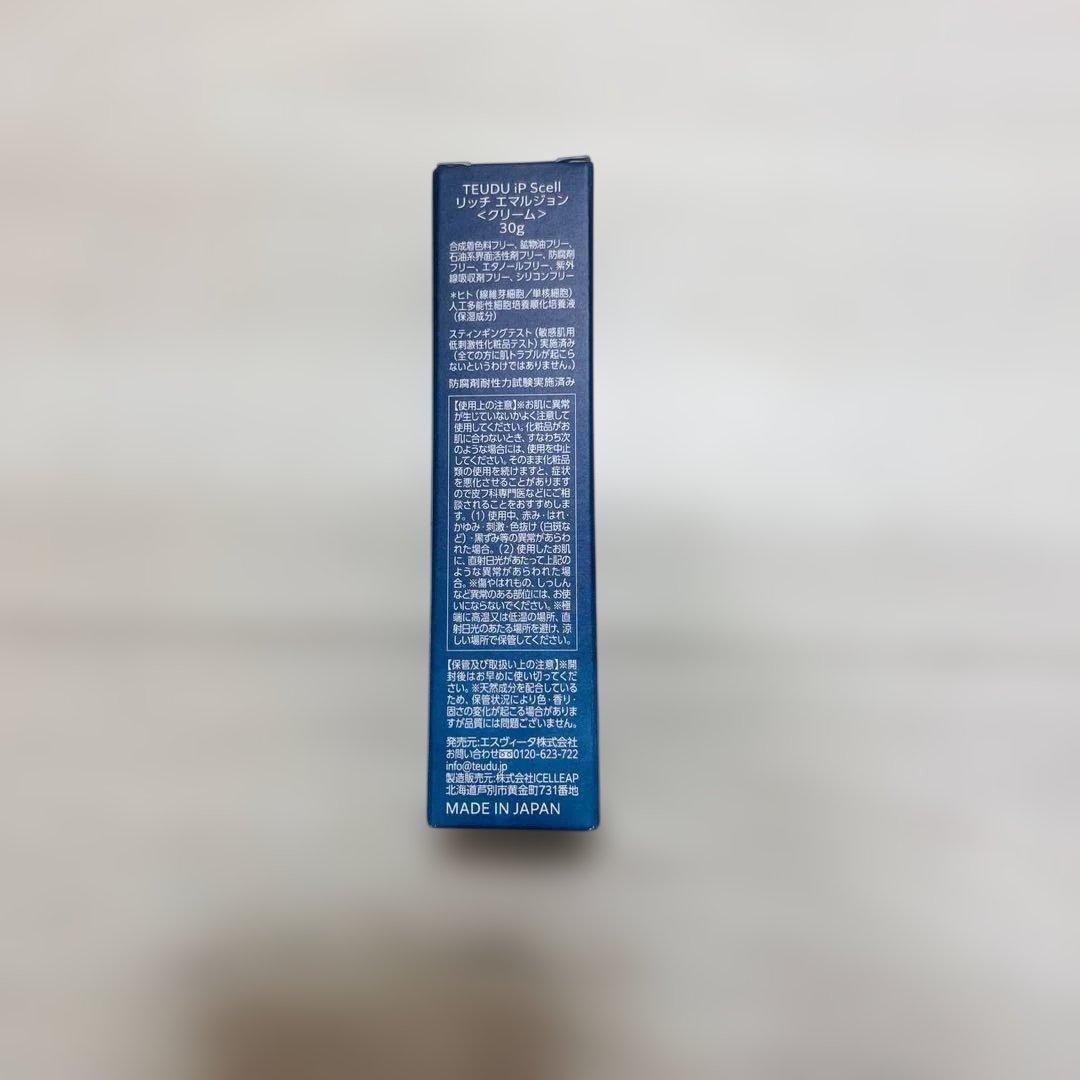 TEUDU iP Scell
リッチ エマルジョン
＜クリーム＞
30g
合成着色料フリー、鉱物油フリー、
石油系界面活性剤フリー、防腐剤
フリー、エタノールフリー、紫外
線吸収剤フリー、シリコンフリー
＊ヒト（線維芽細胞／単核細胞）
人工多能性細胞培養順化培養液
（保湿成分）
スティンギングテスト（敏感肌用
低刺激性化粧品テスト）実施済み
（全ての方に肌トラブルが起こら
ないというわけではありません。）
防腐剤耐性力試験実施済み
【使用上の注意】※お肌に異常
が生じていないかよく注意して
使用してください。化粧品がお
肌に合わないとき、すなわち次
のような場合には、使用を中止
してください。そのまま化粧品
類の使用を続けますと、症状
を悪化させることがあります
ので皮フ科専門医などにご相
談されることをおすすめしま
す。（1）使用中、赤み・はれ・
かゆみ・刺激・色抜け（白斑な
ど）・黒ずみ等の異常があらわ
れた場合。（2）使用したお肌
に、直射日光があたって上記の
ような異常があらわれた場
合。※傷やはれもの、しっしん
など異常のある部位には、お使
いにならないでください。※極
端に高温又は低温の場所、直
射日光のあたる場所を避け、涼
しい場所で保管してください。
【保管及び取扱い上の注意】※開
封後はお早めに使い切ってくだ
さい。※天然成分を配合している
ため、保管状況により色・香り・
固さの変化が起こる場合がありま
すが品質には問題ございません。
発売元:エスヴィータ株式会社
お問い合わせ0120-623-722
info@teudu.jp
製造販売元:株式会社ICELLEAP
北海道芦別市黄金町731番地
MADE IN JAPAN